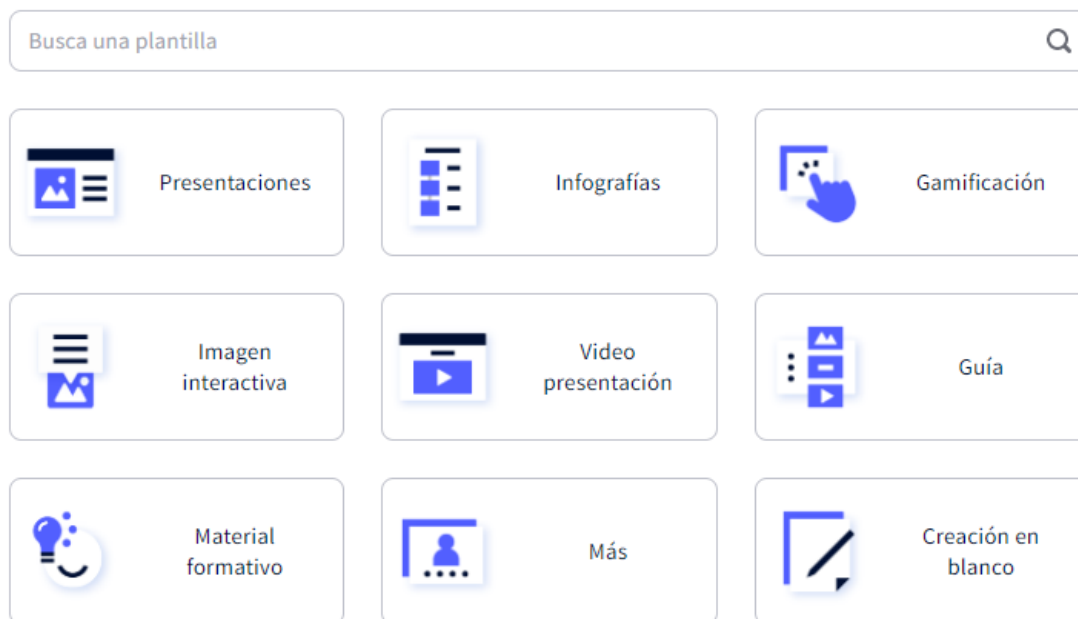 Busca una plantilla
Presentaciones
Infografías
Gamificación
Imagen
interactiva
Video
presentación
Guía
Material
formativo
Más
Creación en
blanco